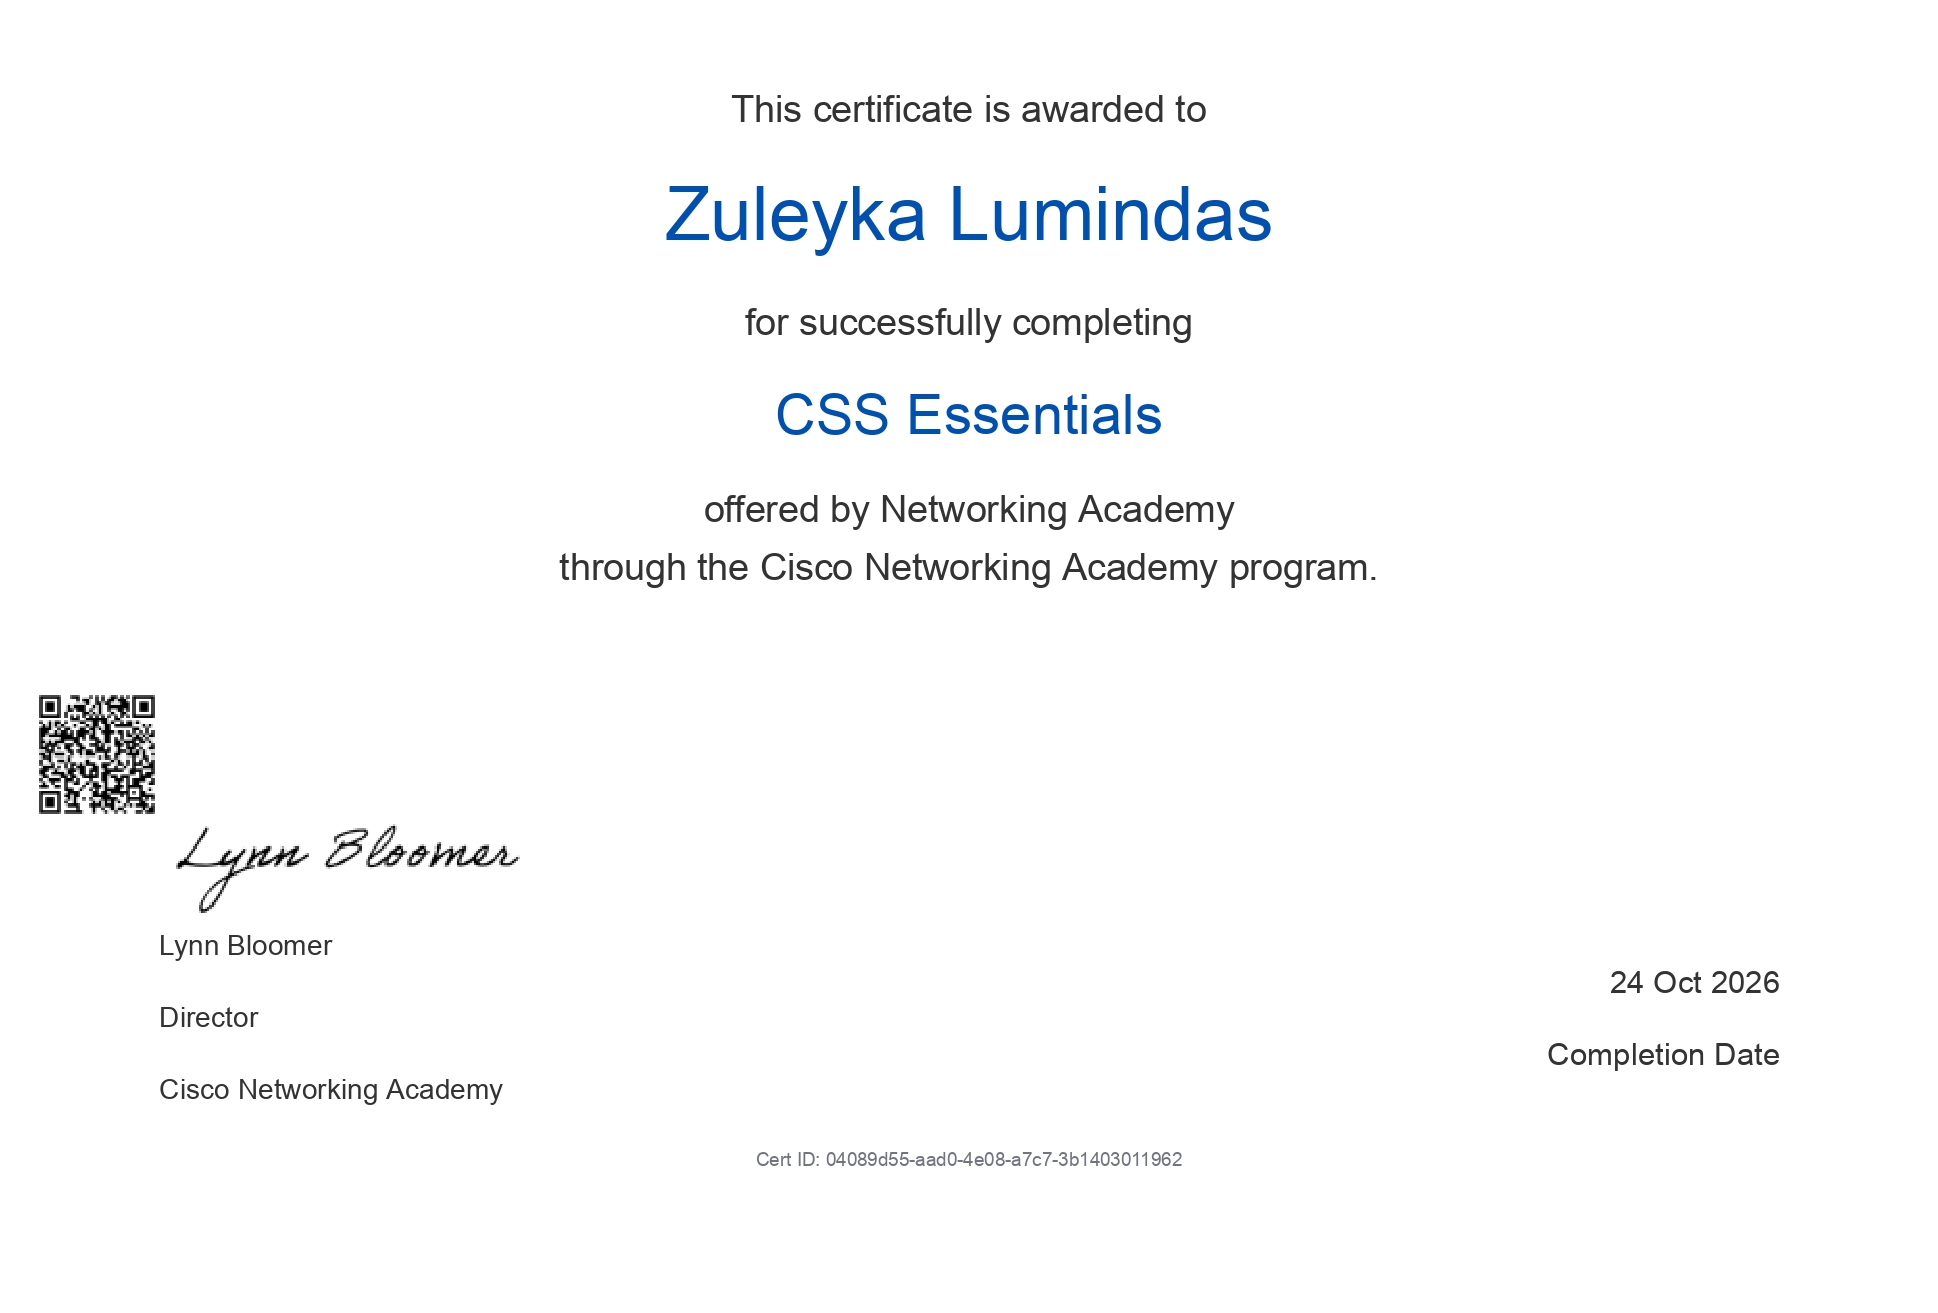 This certificate is awarded to
Zuleyka Lumindas
for successfully completing
CSS Essentials
offered by Networking Academy
through the Cisco Networking Academy program.
Lynn Bloomer
Lynn Bloomer
Director
Cisco Networking Academy
24 Oct 2026
Completion Date
Cert ID: 04089d55-aad0-4e08-a7c7-3b1403011962